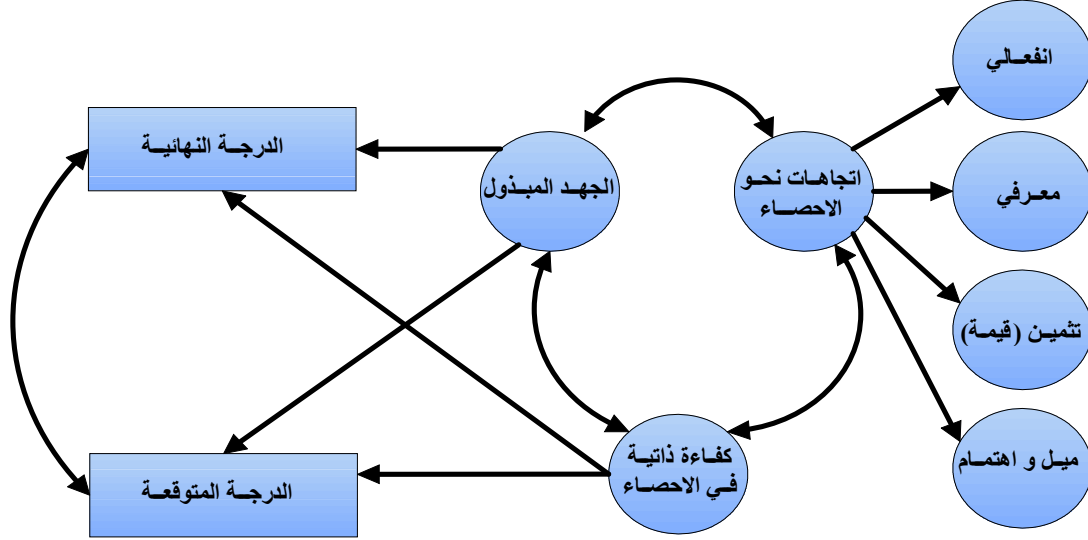 انفعالي
الدرجة النهائية
الجهد المبذول
اتجاهات نحو
الاحصاء
معرفي
تثمين (قيمة)
كفاءة ذاتية
في الاحصاء
ميل و اهتمام
الدرجة المتوقعة